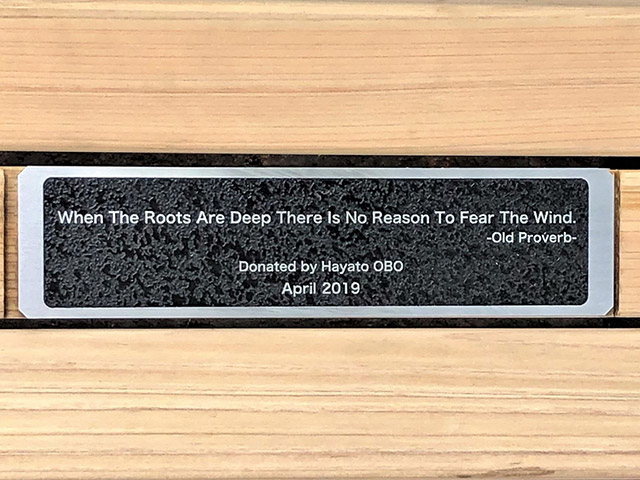 When The Roots Are Deep There Is No Reason To Fear The Wind.
-Old Proverb-
Donated by Hayato OBO
April 2019